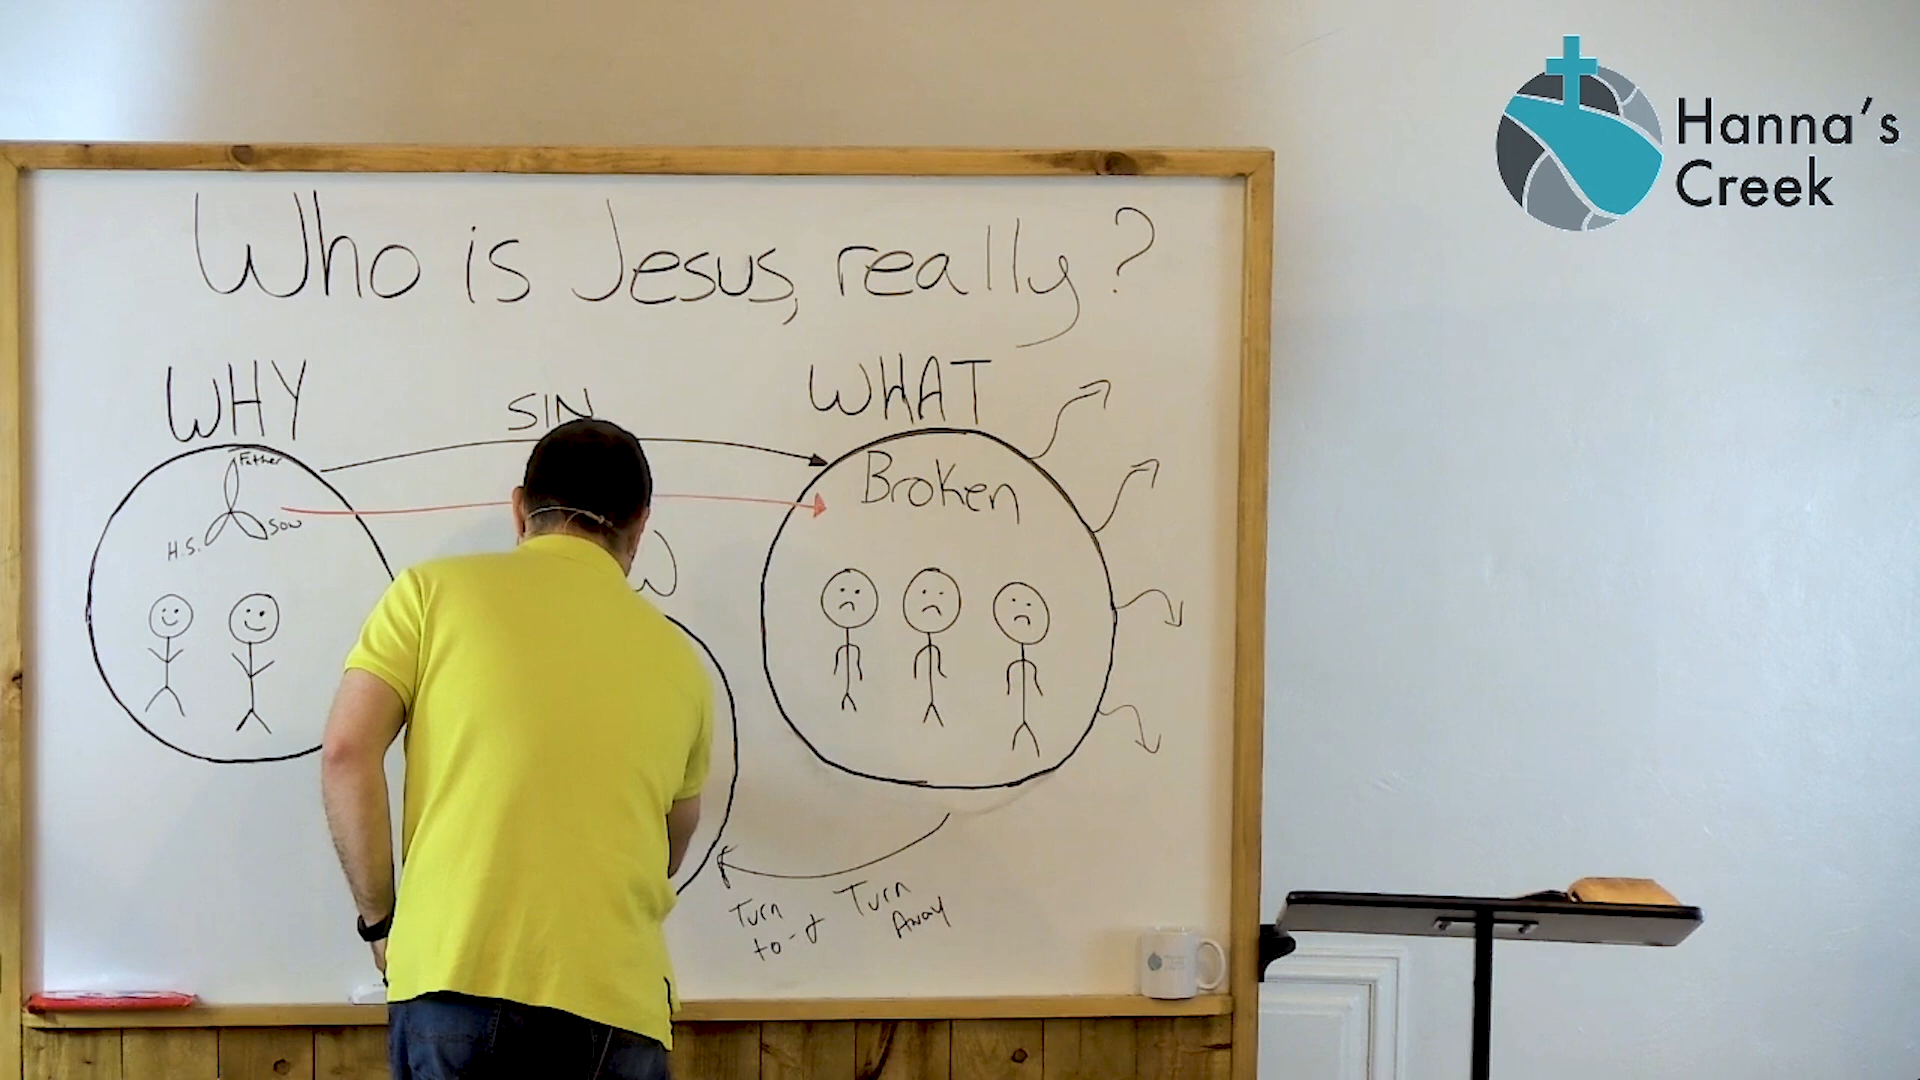 Hanna's
Creek
Who is Jesus, really?
WHY
SIN
WHAT
Father
Son
H.S.
Broken
Turn
to - &
Turn
Away